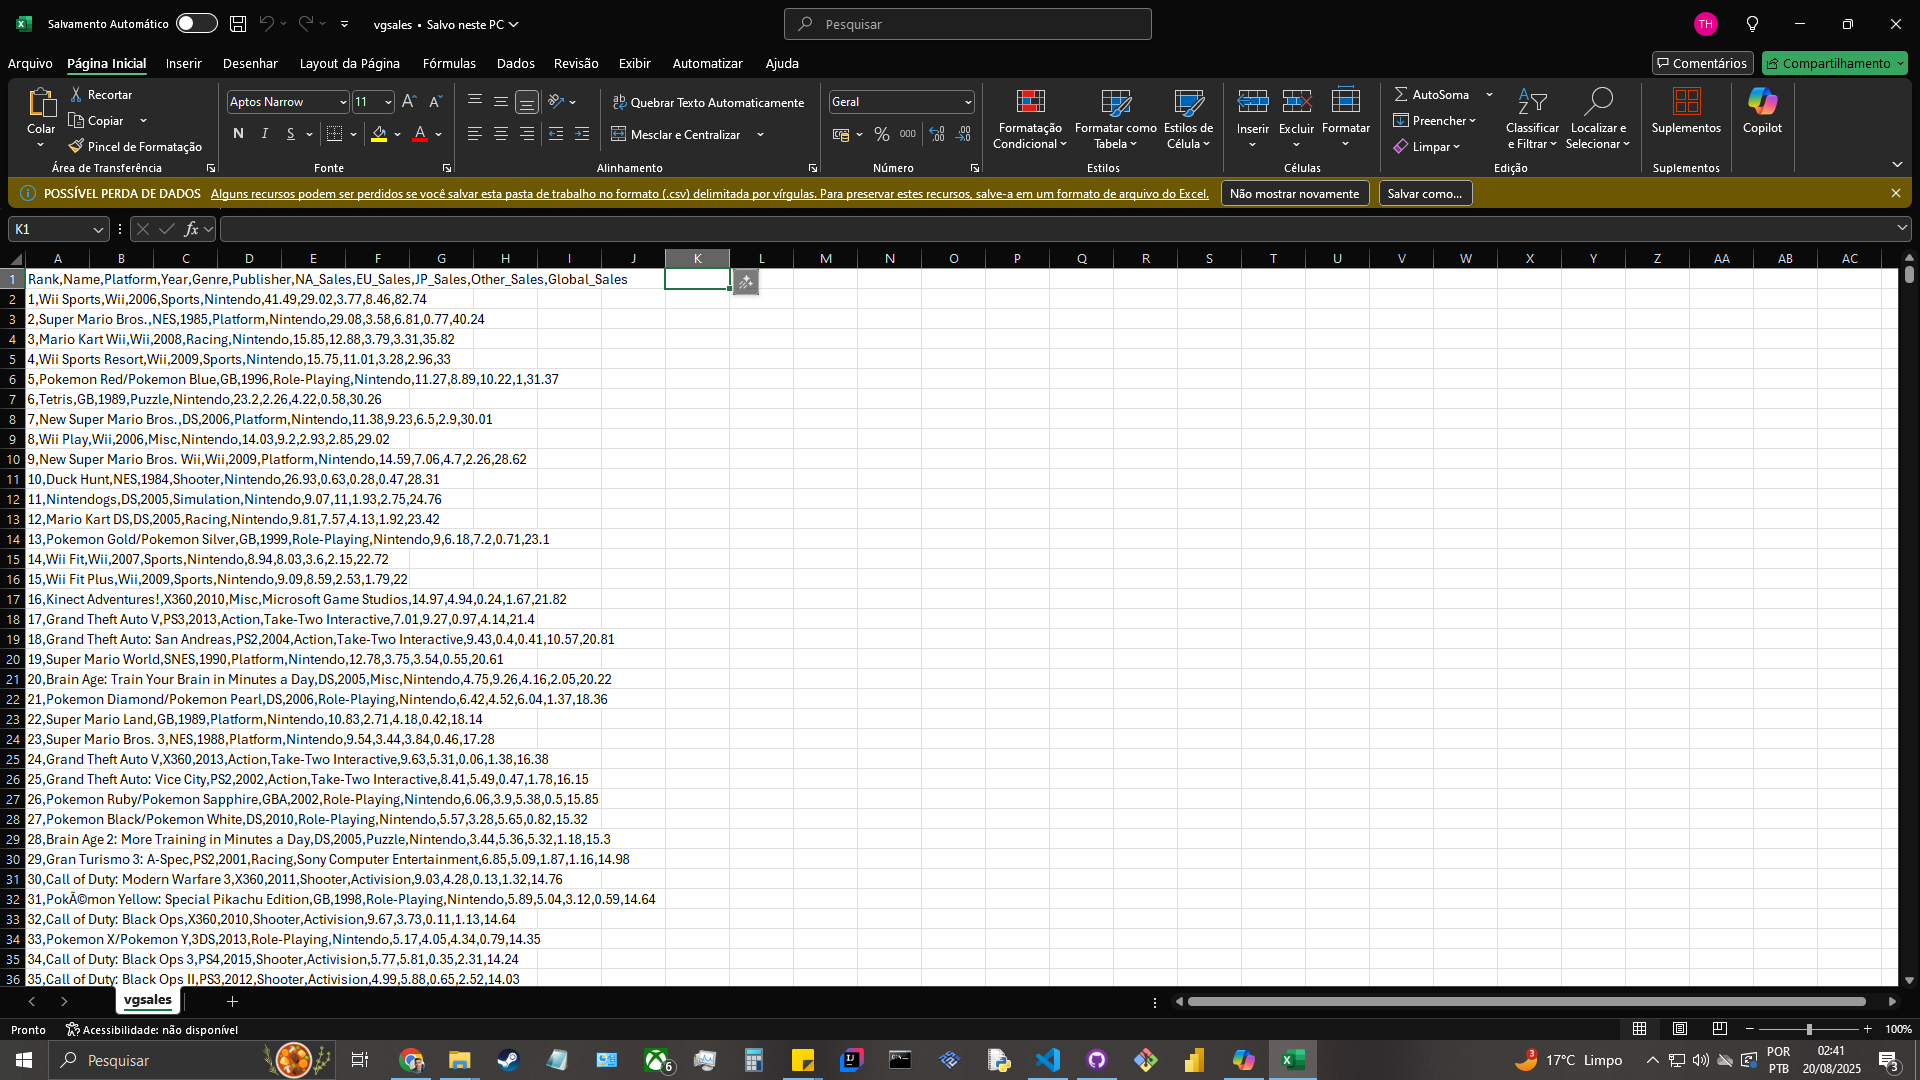 Salvamento Automático
vgsales • Salvo neste PC
Pesquisar
TH
Arquivo Página Inicial Inserir Desenhar Layout da Página Fórmulas Dados Revisão Exibir Automatizar Ajuda
Comentários Compartilhamento
Colar
Recortar
Copiar
Pincel de Formatação
Área de Transferência
Aptos Narrow 11
N I S
Fonte
Quebrar Texto Automaticamente
Mesclar e Centralizar
Alinhamento
Geral
% 000
Número
Formatação Condicional
Formatar como Tabela
Estilos de Célula
Estilos
Inserir Excluir Formatar
Células
AutoSoma
Preencher
Limpar
Classificar e Filtrar
Localizar e Selecionar
Edição
Suplementos
Suplementos
Copilot
POSSÍVEL PERDA DE DADOS Alguns recursos podem ser perdidos se você salvar esta pasta de trabalho no formato (.csv) delimitada por vírgulas. Para preservar estes recursos, salve-a em um formato de arquivo do Excel. Não mostrar novamente Salvar como...
K1 fx
A B C D E F G H I J K L M N O P Q R S T U V W X Y Z AA AB AC
1 Rank,Name,Platform,Year,Genre,Publisher,NA_Sales,EU_Sales,JP_Sales,Other_Sales,Global_Sales
2 1,Wii Sports,Wii,2006,Sports,Nintendo,41.49,29.02,3.77,8.46,82.74
3 2,Super Mario Bros.,NES,1985,Platform,Nintendo,29.08,3.58,6.81,0.77,40.24
4 3,Mario Kart Wii,Wii,2008,Racing,Nintendo,15.85,12.88,3.79,3.31,35.82
5 4,Wii Sports Resort,Wii,2009,Sports,Nintendo,15.75,11.01,3.28,2.96,33
6 5,Pokemon Red/Pokemon Blue,GB,1996,Role-Playing,Nintendo,11.27,8.89,10.22,1,31.37
7 6,Tetris,GB,1989,Puzzle,Nintendo,23.2,2.26,4.22,0.58,30.26
8 7,New Super Mario Bros.,DS,2006,Platform,Nintendo,11.38,9.23,6.5,2.9,30.01
9 8,Wii Play,Wii,2006,Misc,Nintendo,14.03,9.2,2.93,2.85,29.02
10 9,New Super Mario Bros. Wii,Wii,2009,Platform,Nintendo,14.59,7.06,4.7,2.26,28.62
11 10,Duck Hunt,NES,1984,Shooter,Nintendo,26.93,0.63,0.28,0.47,28.31
12 11,Nintendogs,DS,2005,Simulation,Nintendo,9.07,11,1.93,2.75,24.76
13 12,Mario Kart DS,DS,2005,Racing,Nintendo,9.81,7.57,4.13,1.92,23.42
14 13,Pokemon Gold/Pokemon Silver,GB,1999,Role-Playing,Nintendo,9,6.18,7.2,0.71,23.1
15 14,Wii Fit,Wii,2007,Sports,Nintendo,8.94,8.03,3.6,2.15,22.72
16 15,Wii Fit Plus,Wii,2009,Sports,Nintendo,9.09,8.59,2.53,1.79,22
17 16,Kinect Adventures!,X360,2010,Misc,Microsoft Game Studios,14.97,4.94,0.24,1.67,21.82
18 17,Grand Theft Auto V,PS3,2013,Action,Take-Two Interactive,7.01,9.27,0.97,4.14,21.4
19 18,Grand Theft Auto: San Andreas,PS2,2004,Action,Take-Two Interactive,9.43,0.4,0.41,10.57,20.81
20 19,Super Mario World,SNES,1990,Platform,Nintendo,12.78,3.75,3.54,0.55,20.61
21 20,Brain Age: Train Your Brain in Minutes a Day,DS,2005,Misc,Nintendo,4.75,9.26,4.16,2.05,20.22
22 21,Pokemon Diamond/Pokemon Pearl,DS,2006,Role-Playing,Nintendo,6.42,4.52,6.04,1.37,18.36
23 22,Super Mario Land,GB,1989,Platform,Nintendo,10.83,2.71,4.18,0.42,18.14
24 23,Super Mario Bros. 3,NES,1988,Platform,Nintendo,9.54,3.44,3.84,0.46,17.28
25 24,Grand Theft Auto V,X360,2013,Action,Take-Two Interactive,9.63,5.31,0.06,1.38,16.38
26 25,Grand Theft Auto: Vice City,PS2,2002,Action,Take-Two Interactive,8.41,5.49,0.47,1.78,16.15
27 26,Pokemon Ruby/Pokemon Sapphire,GBA,2002,Role-Playing,Nintendo,6.06,3.9,5.38,0.5,15.85
28 27,Pokemon Black/Pokemon White,DS,2010,Role-Playing,Nintendo,5.57,3.28,5.65,0.82,15.32
29 28,Brain Age 2: More Training in Minutes a Day,DS,2005,Puzzle,Nintendo,3.44,5.36,5.32,1.18,15.3
30 29,Gran Turismo 3: A-Spec,PS2,2001,Racing,Sony Computer Entertainment,6.85,5.09,1.87,1.16,14.98
31 30,Call of Duty: Modern Warfare 3,X360,2011,Shooter,Activision,9.03,4.28,0.13,1.32,14.76
32 31,PokÃ©mon Yellow: Special Pikachu Edition,GB,1998,Role-Playing,Nintendo,5.89,5.04,3.12,0.59,14.64
33 32,Call of Duty: Black Ops,X360,2010,Shooter,Activision,9.67,3.73,0.11,1.13,14.64
34 33,Pokemon X/Pokemon Y,3DS,2013,Role-Playing,Nintendo,5.17,4.05,4.34,0.79,14.35
35 34,Call of Duty: Black Ops 3,PS4,2015,Shooter,Activision,5.77,5.81,0.35,2.31,14.24
36 35,Call of Duty: Black Ops II,PS3,2012,Shooter,Activision,4.99,5.88,0.65,2.52,14.03
vgsales
Pronto Acessibilidade: não disponível 100%
Pesquisar
6
3
17°C Limpo
POR
PTB
02:41
20/08/2025
3